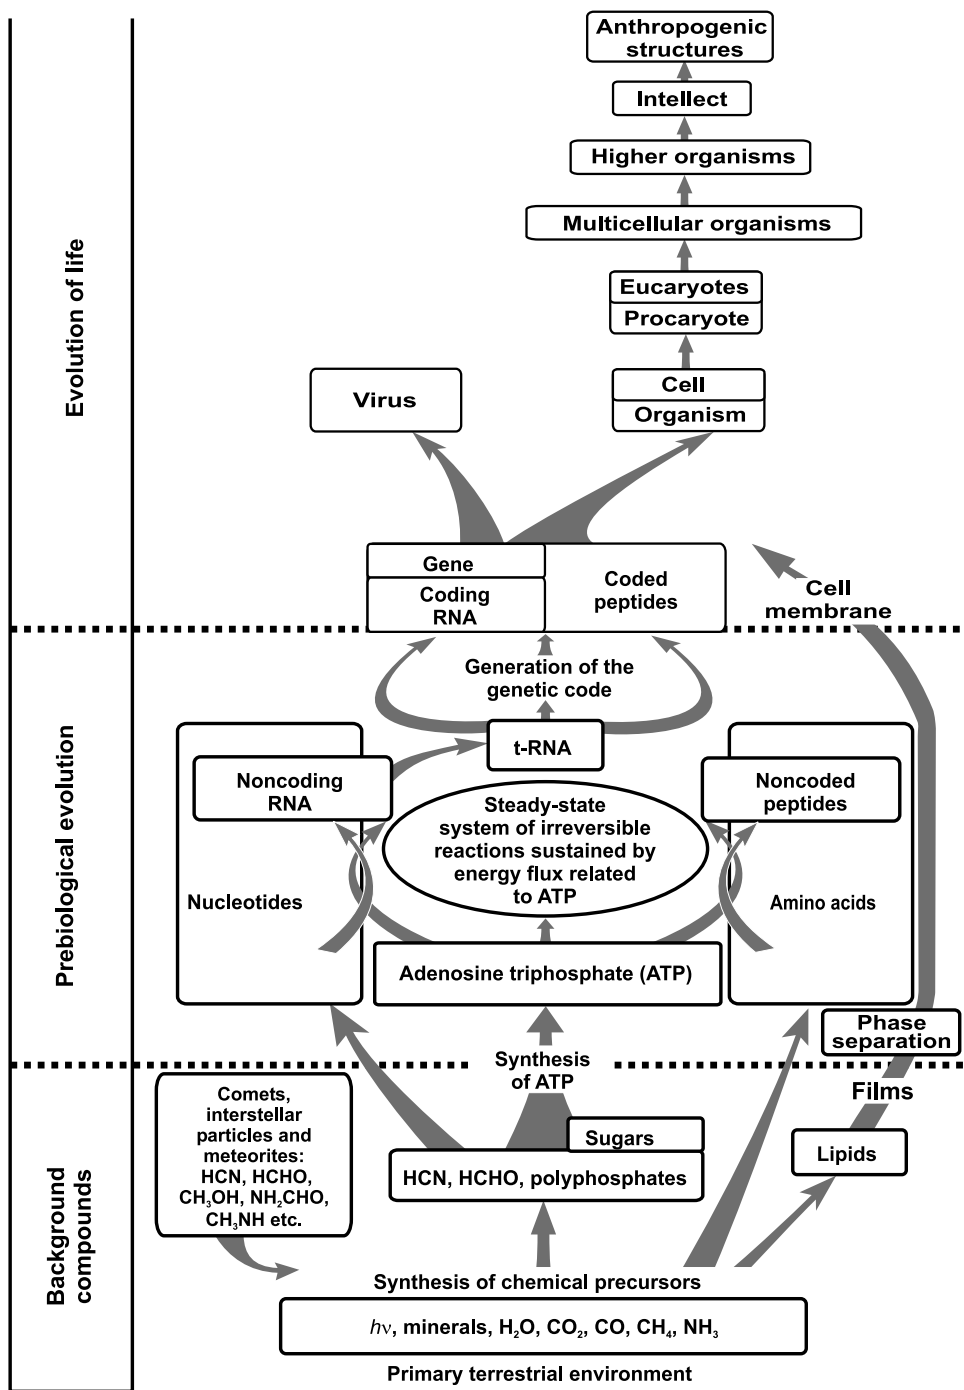 Anthropogenic
structures
Intellect
Higher organisms
Multicellular organisms
Eucaryotes
Procaryote
Cell
Organism
Virus
Evolution of life
Gene
Coding
RNA
Coded
peptides
Cell
membrane
Generation of the
genetic code
t-RNA
Noncoding
RNA
Noncoded
peptides
Steady-state
system of irreversible
reactions sustained by
energy flux related
to ATP
Nucleotides
Amino acids
Adenosine triphosphate (ATP)
Prebiological evolution
Phase
separation
Synthesis
of ATP
Films
Comets,
interstellar
particles and
meteorites:
HCN, HCHO,
CH₃OH, NH₂CHO,
CH₃NH etc.
Sugars
HCN, HCHO, polyphosphates
Lipids
Background
compounds
Synthesis of chemical precursors
hν, minerals, H₂O, CO₂, CO, CH₄, NH₃
Primary terrestrial environment